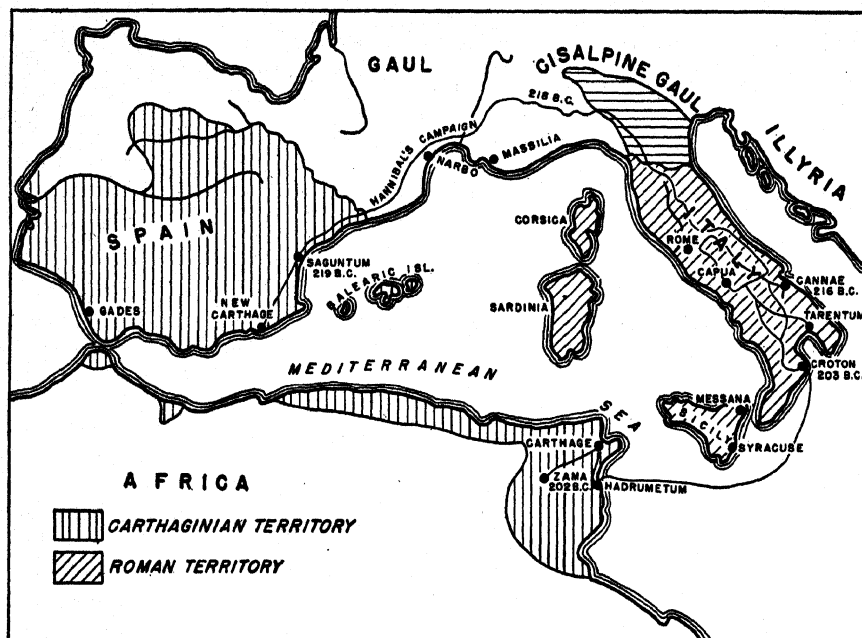 GAUL
CISALPINE GAUL
218 B.C.
ILLYRIA
HANNIBAL'S CAMPAIGN
NARBO
MASSILIA
SPAIN
CORSICA
ITALY
ROME
SAGUNTUM
219 B.C.
BALEARIC ISL.
CAPUA
CANNAE
216 B.C.
NEW
CARTHAGE
GADES
SARDINIA
TARENTUM
MEDITERRANEAN
SEA
CROTON
203 B.C.
MESSANA
SICILY
CARTHAGE
SYRACUSE
ZAMA
202 B.C.
HADRUMETUM
AFRICA
CARTHAGINIAN TERRITORY
ROMAN TERRITORY